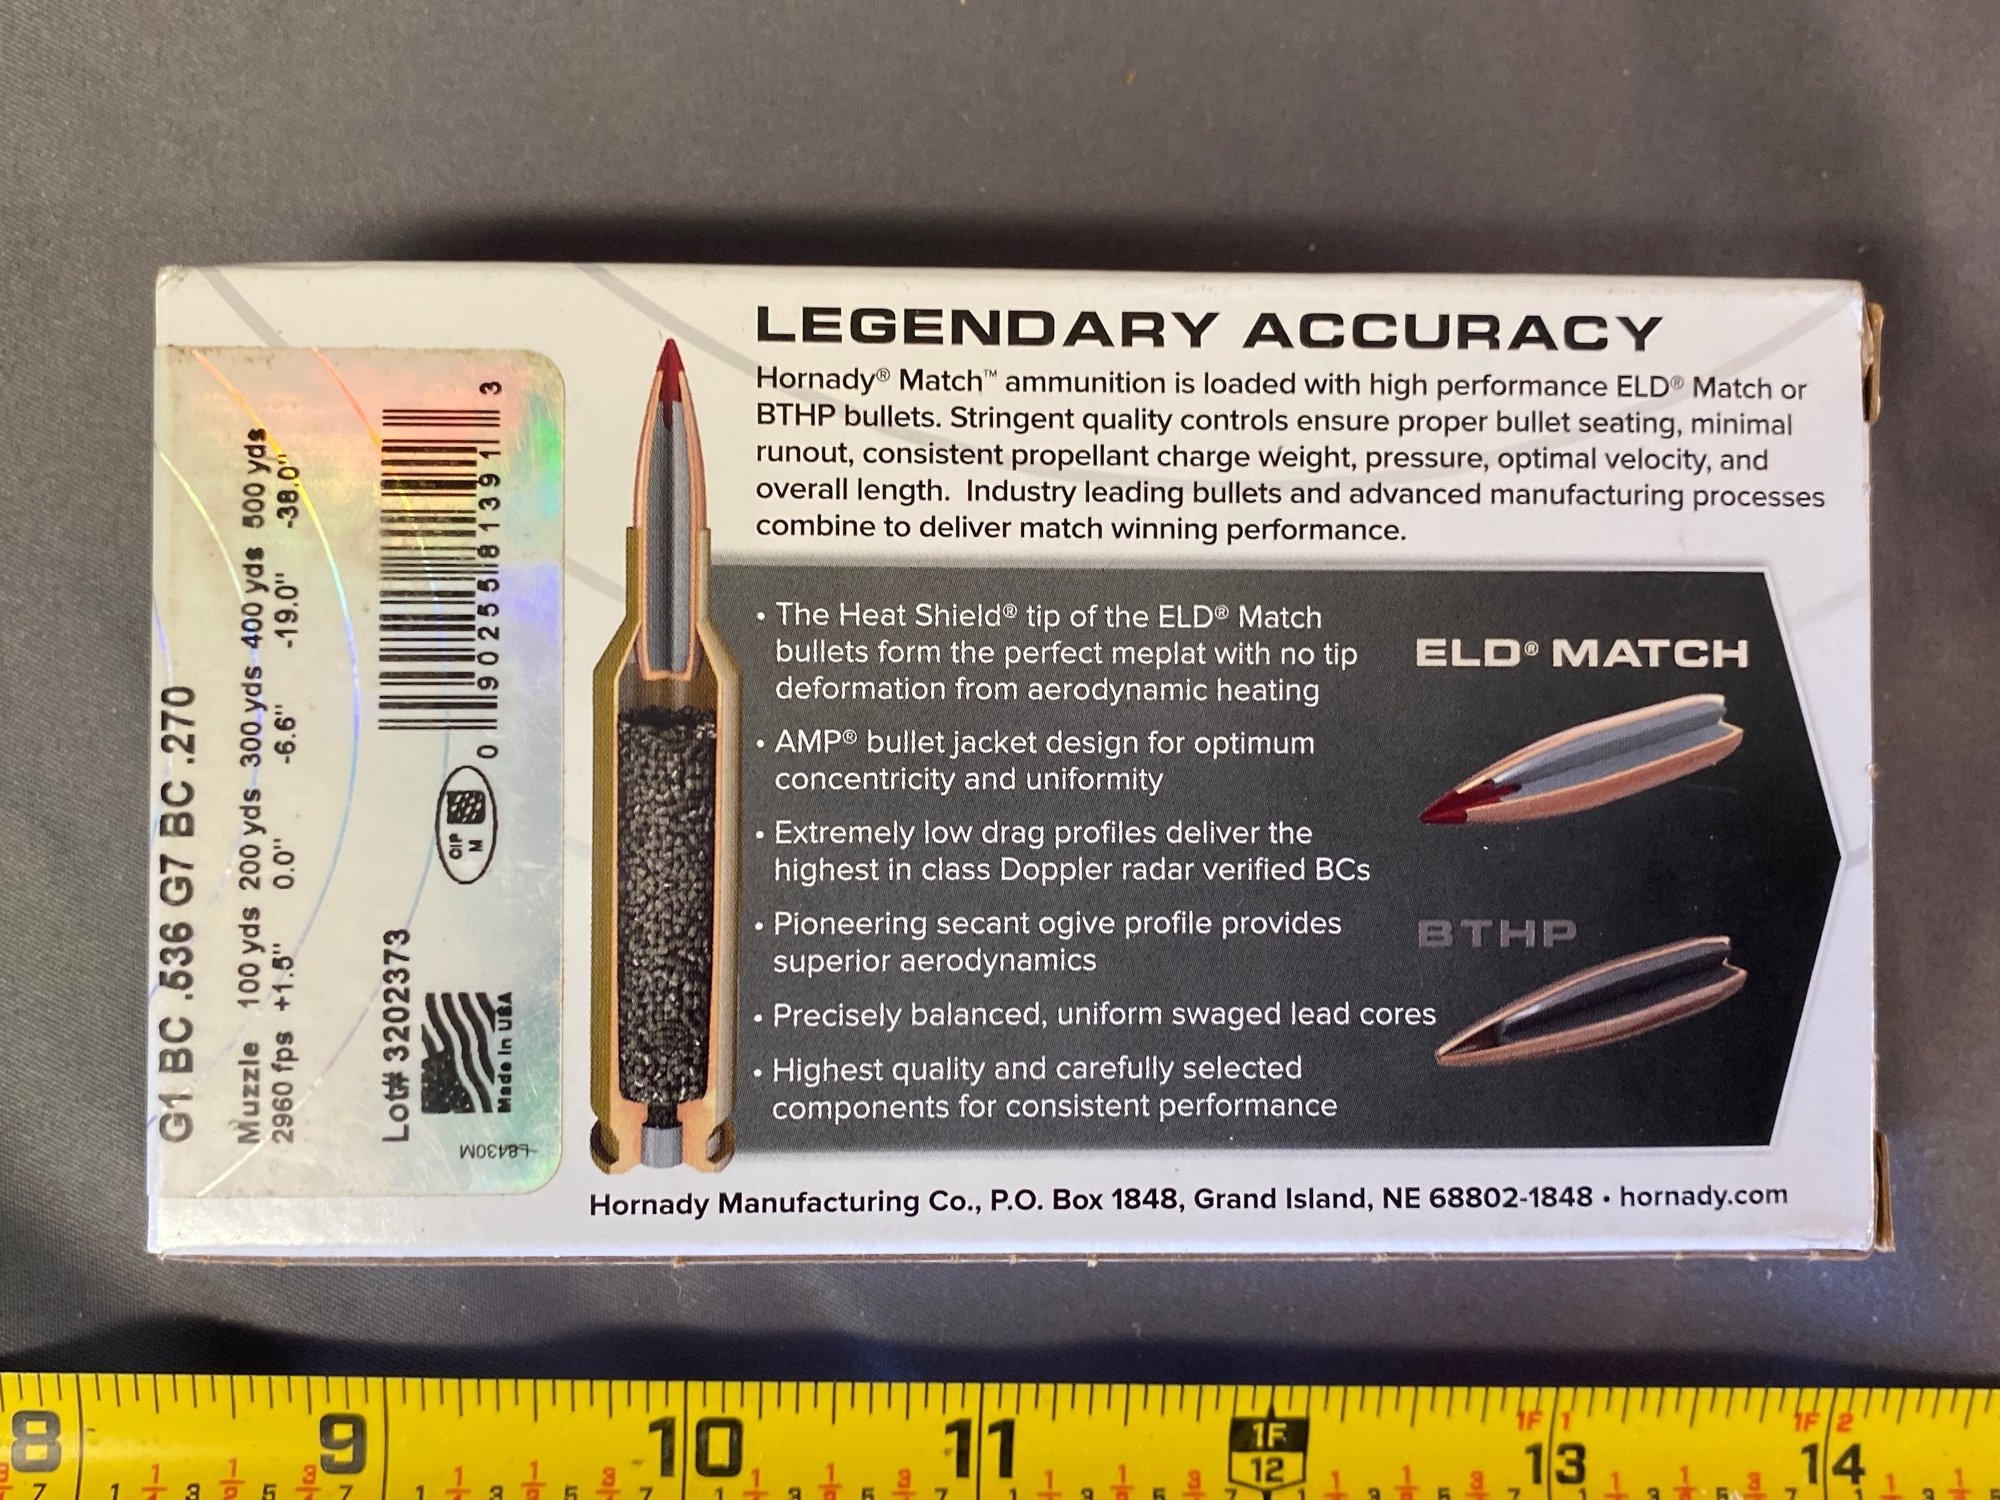 LEGENDARY ACCURACY
Hornady® Match™ ammunition is loaded with high performance ELD® Match or
BTHP bullets. Stringent quality controls ensure proper bullet seating, minimal
runout, consistent propellant charge weight, pressure, optimal velocity, and
overall length. Industry leading bullets and advanced manufacturing processes
combine to deliver match winning performance.
• The Heat Shield® tip of the ELD® Match
bullets form the perfect meplat with no tip
deformation from aerodynamic heating
• AMP® bullet jacket design for optimum
concentricity and uniformity
• Extremely low drag profiles deliver the
highest in class Doppler radar verified BCs
• Pioneering secant ogive profile provides
superior aerodynamics
• Precisely balanced, uniform swaged lead cores
• Highest quality and carefully selected
components for consistent performance
ELD® MATCH
BTHP
Hornady Manufacturing Co., P.O. Box 1848, Grand Island, NE 68802-1848 • hornady.com
G1 BC .536 G7 BC .270
Muzzle 100 yds 200 yds 300 yds 400 yds 500 yds
2960 fps +1.5" 0.0" -6.6" -19.0" -38.0"
Lot# 3202373
Made in USA
CIP
M
0 90255 81391 3
L8430M
8 9 10 11 1F 12 1F 1 13 1F 2 14